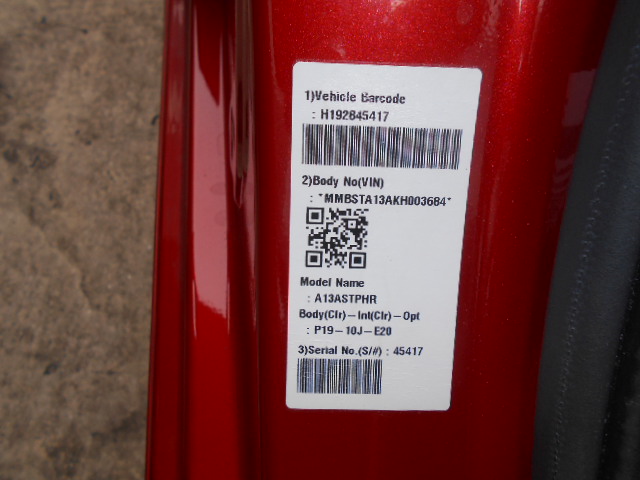 1)Vehicle Barcode
: H192845417
2)Body No(VIN)
: *MMBSTA13AKH003684*
Model Name
: A13ASTPHR
Body(Clr)-Int(Clr)-Opt
: P19-10J-E20
3)Serial No.(S/#) : 45417